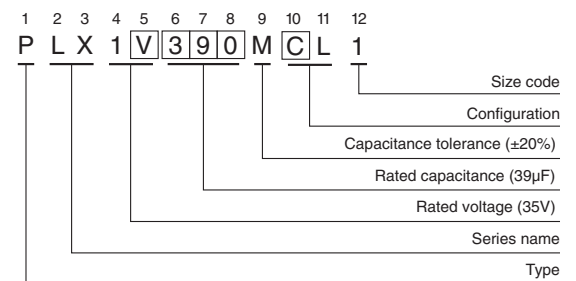 1 2 3 4 5 6 7 8 9 10 11 12
P L X 1 V 3 9 0 M C L 1
Size code
Configuration
Capacitance tolerance (±20%)
Rated capacitance (39µF)
Rated voltage (35V)
Series name
Type